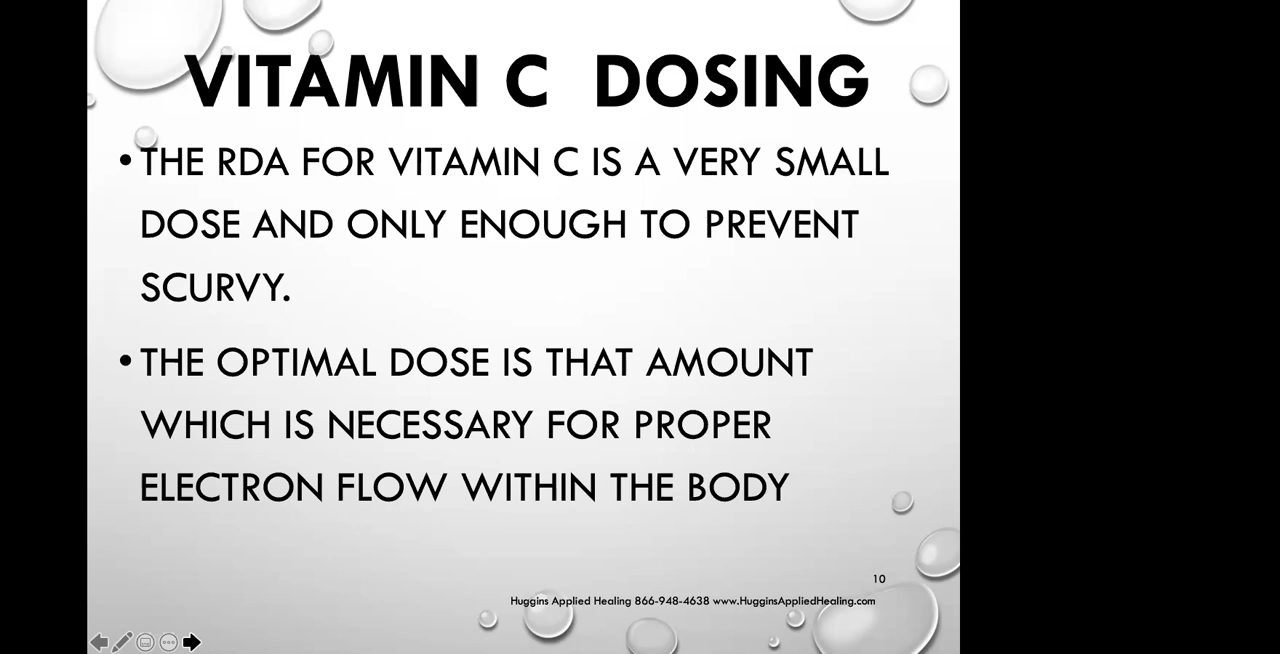 VITAMIN C DOSING
• THE RDA FOR VITAMIN C IS A VERY SMALL
DOSE AND ONLY ENOUGH TO PREVENT
SCURVY.
• THE OPTIMAL DOSE IS THAT AMOUNT
WHICH IS NECESSARY FOR PROPER
ELECTRON FLOW WITHIN THE BODY
10
Huggins Applied Healing 866-948-4638 www.HugginsAppliedHealing.com